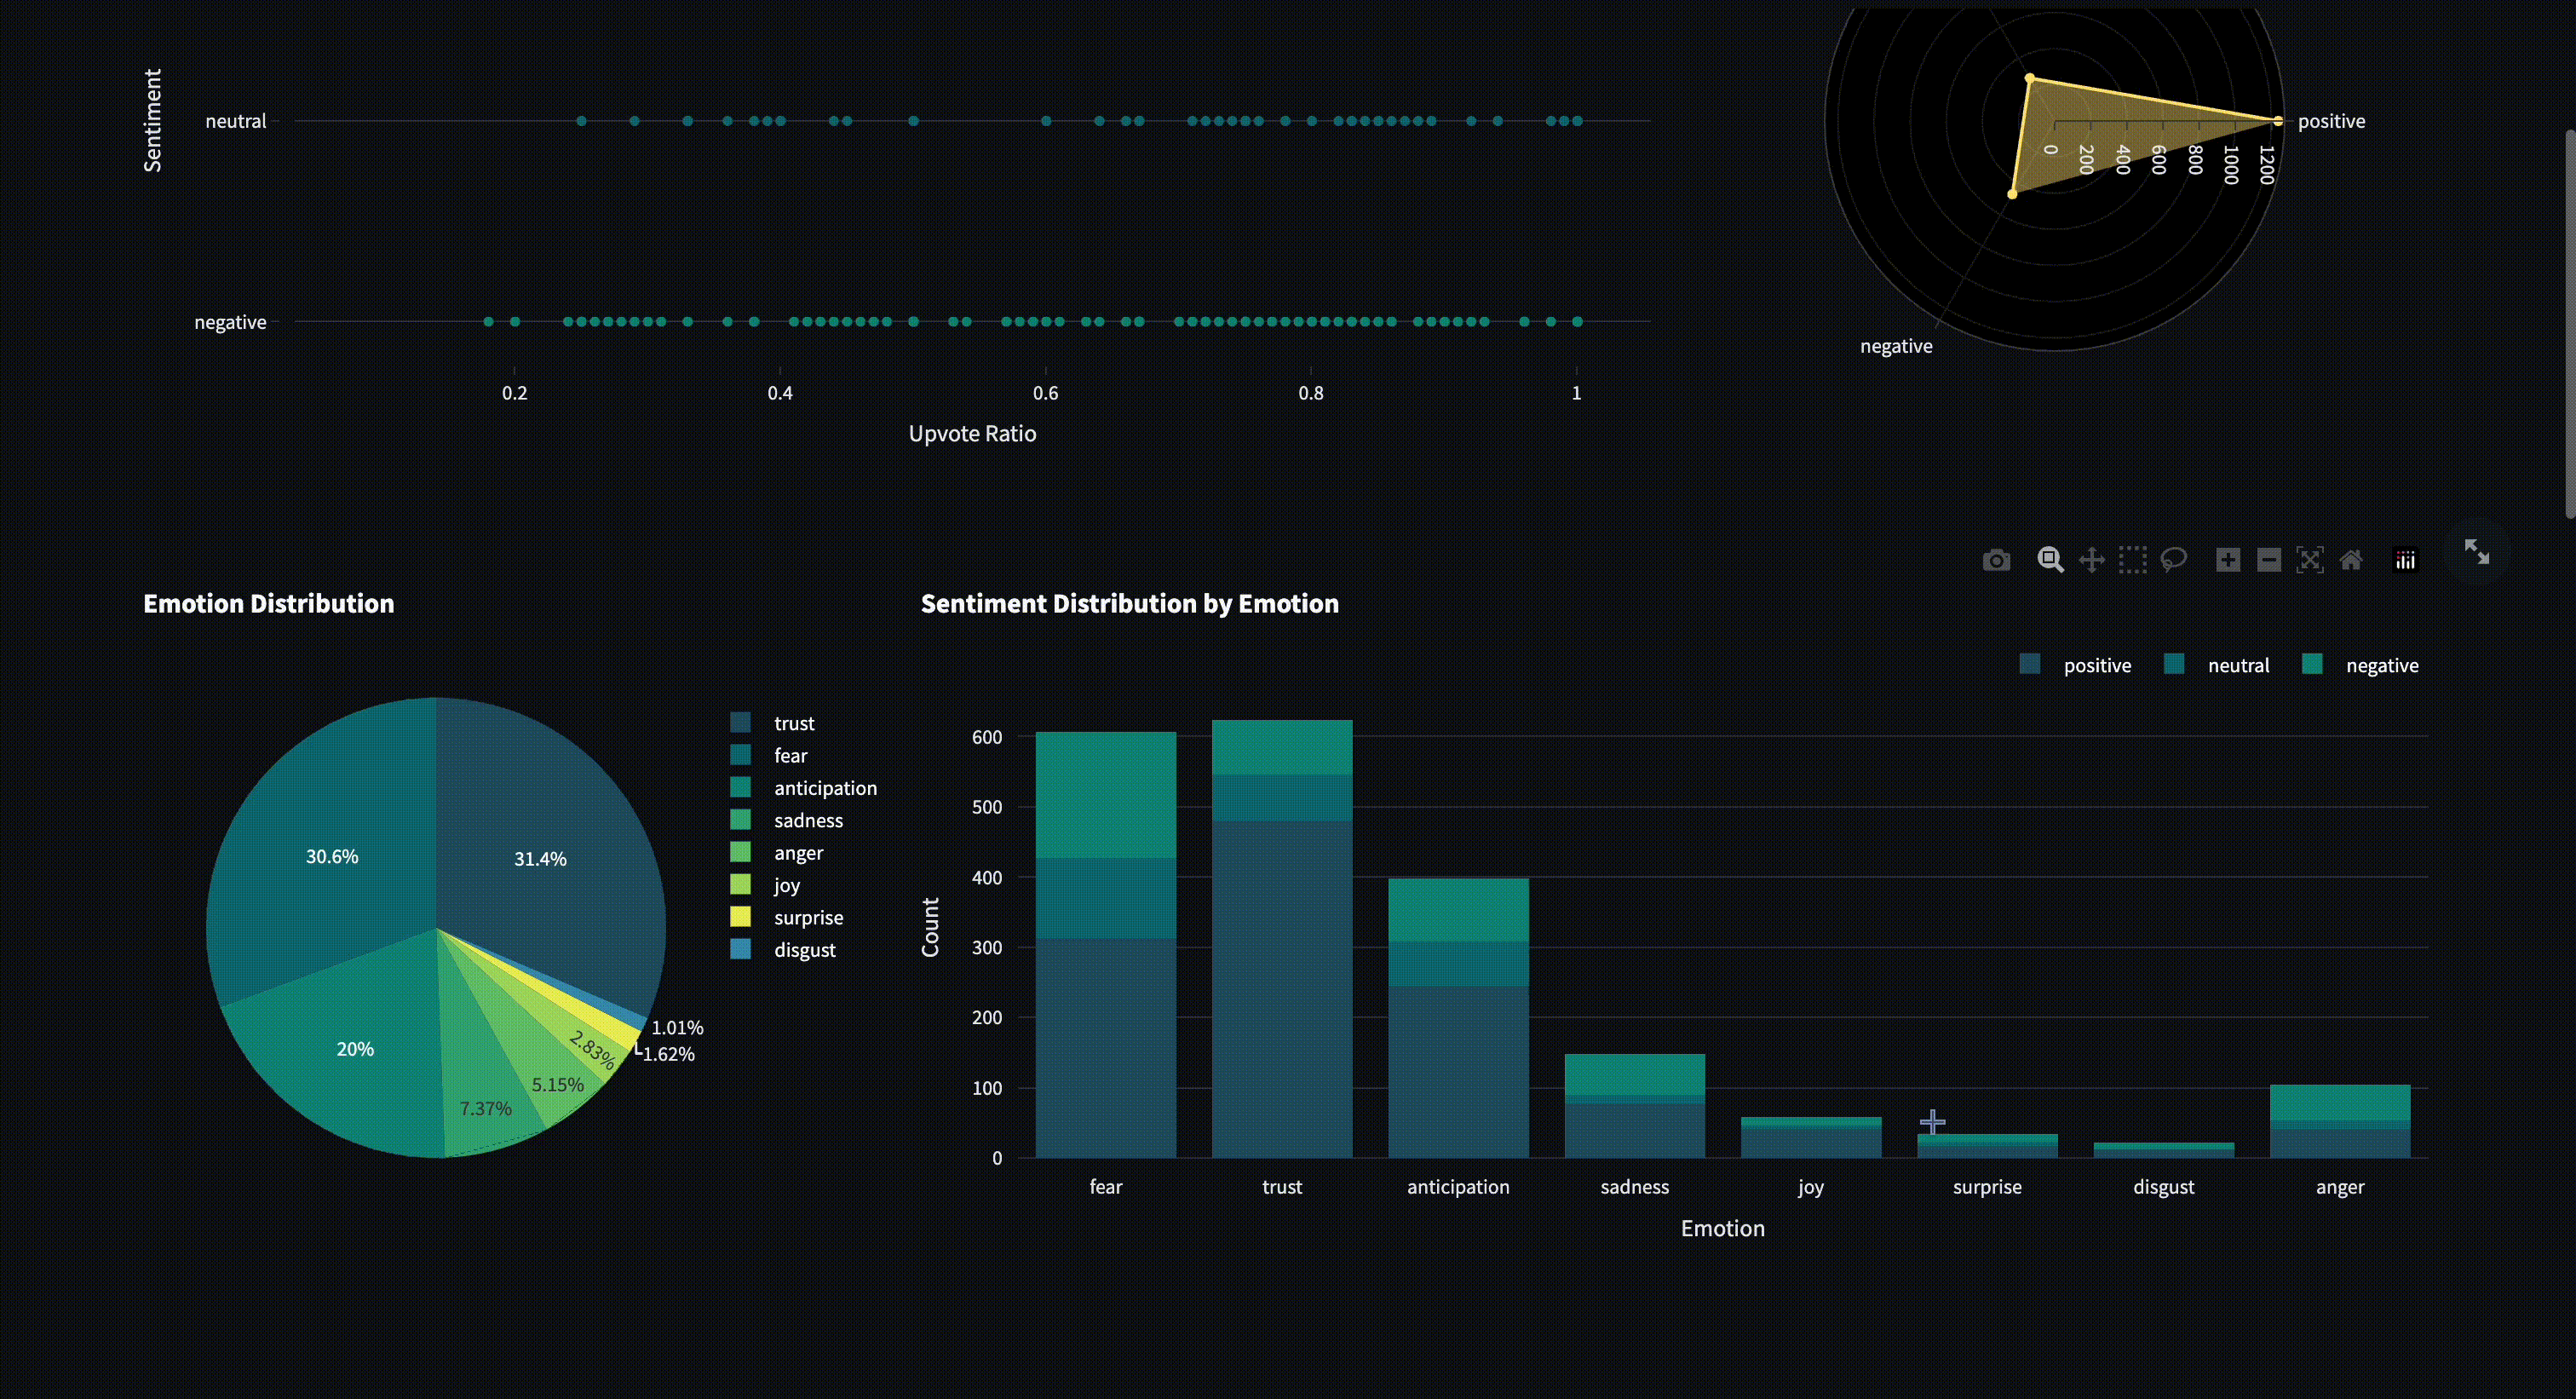 Sentiment
neutral
negative
0.2 0.4 0.6 0.8 1
Upvote Ratio
positive
0 200 400 600 800 1000 1200
negative
Emotion Distribution
31.4%
30.6%
20%
7.37%
5.15%
2.83%
1.62%
1.01%
trust
fear
anticipation
sadness
anger
joy
surprise
disgust
Sentiment Distribution by Emotion
positive neutral negative
Count
600
500
400
300
200
100
0
fear trust anticipation sadness joy surprise disgust anger
Emotion